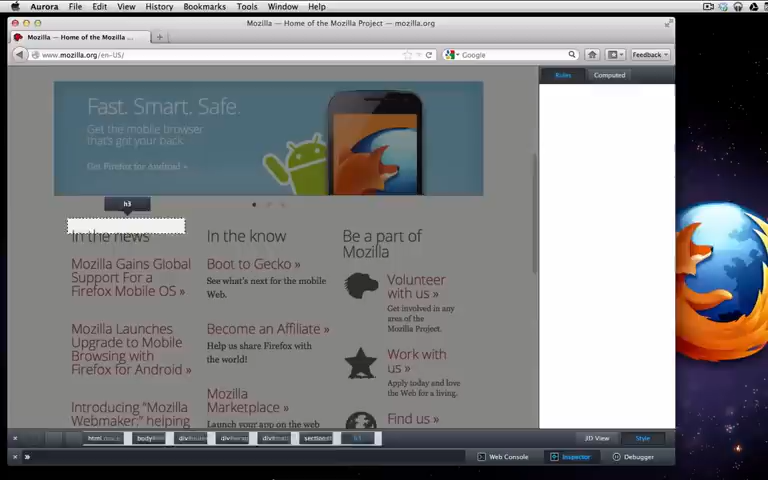 Aurora File Edit View History Bookmarks Tools Window Help
Mozilla — Home of the Mozilla Project — mozilla.org
Mozilla — Home of the Mozilla ...
www.mozilla.org/en-US/
Google
Feedback
Rules Computed
Fast. Smart. Safe.
Get the mobile browser
that's got your back.
Get Firefox for Android »
h3
In the news
Mozilla Gains Global
Support For a
Firefox Mobile OS »
Mozilla Launches
Upgrade to Mobile
Browsing with
Firefox for Android »
Introducing "Mozilla
Webmaker:" helping
In the know
Boot to Gecko »
See what's next for the mobile
Web.
Become an Affiliate »
Help us share Firefox with
the world!
Mozilla
Marketplace »
Launch your app on the web
Be a part of
Mozilla
Volunteer
with us »
Get involved in any
area of the
Mozilla Project.
Work with
us »
Apply today and love
the Web for a living.
Find us »
html body div div div section h3
3D View Style
» Web Console Inspector Debugger